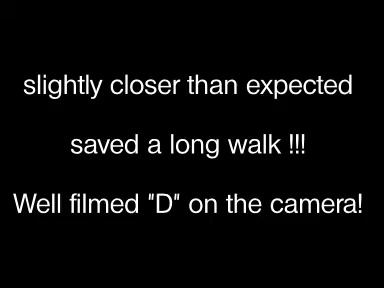 slightly closer than expected
saved a long walk !!!
Well filmed "D" on the camera!